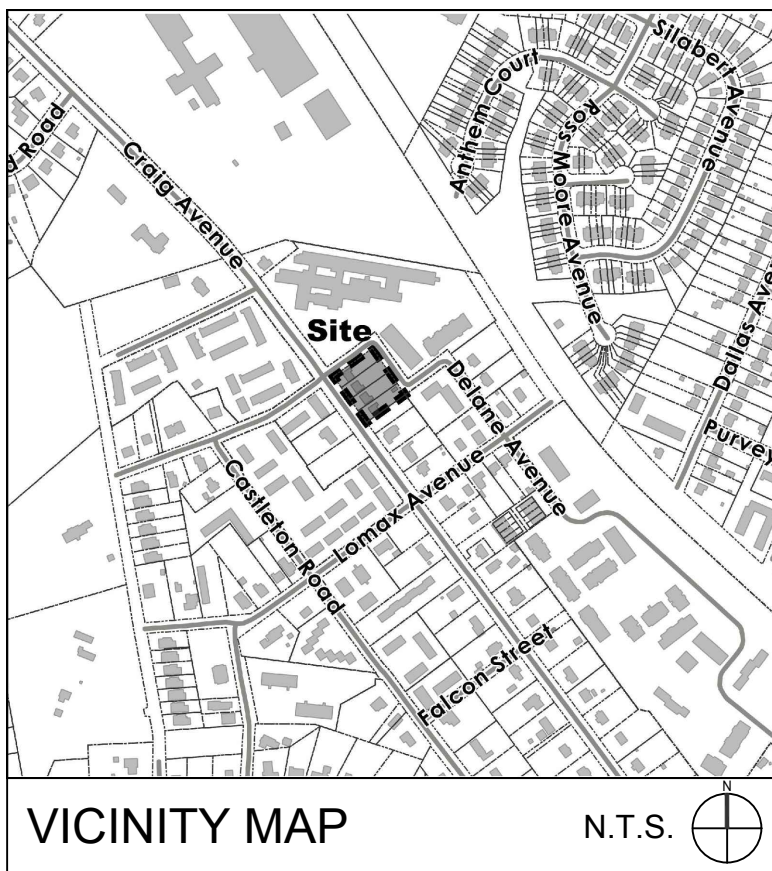 Silabert Avenue
Anthem Court
Ross Moore Avenue
d Road
Craig Avenue
Site
Dallas Ave
Delane Avenue
Purvey
Castleton Road
Lomax Avenue
Falcon Street
VICINITY MAP
N.T.S.
N